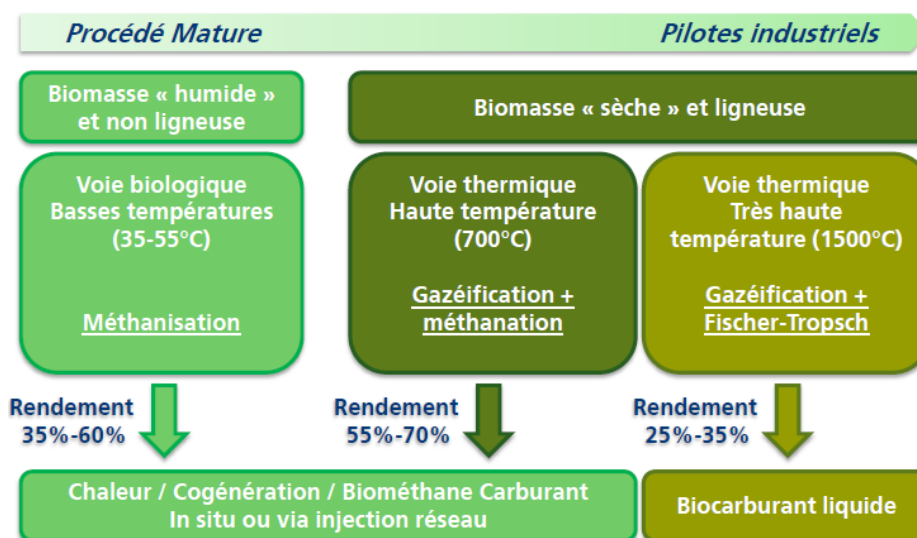 Procédé Mature
Pilotes industriels
Biomasse « humide »
et non ligneuse
Biomasse « sèche » et ligneuse
Voie biologique
Basses températures
(35-55°C)
Méthanisation
Voie thermique
Haute température
(700°C)
Gazéification +
méthanation
Voie thermique
Très haute
température (1500°C)
Gazéification +
Fischer-Tropsch
Rendement
35%-60%
Rendement
55%-70%
Rendement
25%-35%
Chaleur / Cogénération / Biométhane Carburant
In situ ou via injection réseau
Biocarburant liquide